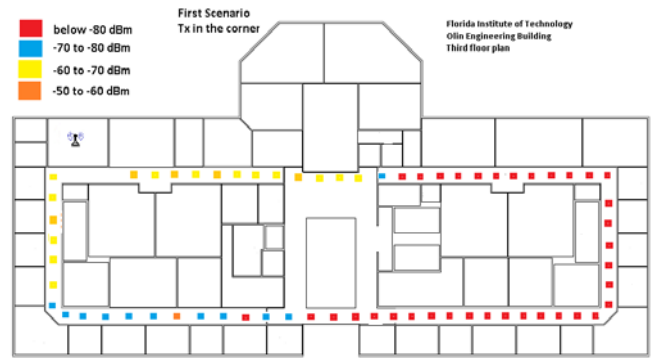 First Scenario
Tx in the corner
Florida Institute of Technology
Olin Engineering Building
Third floor plan
below -80 dBm
-70 to -80 dBm
-60 to -70 dBm
-50 to -60 dBm